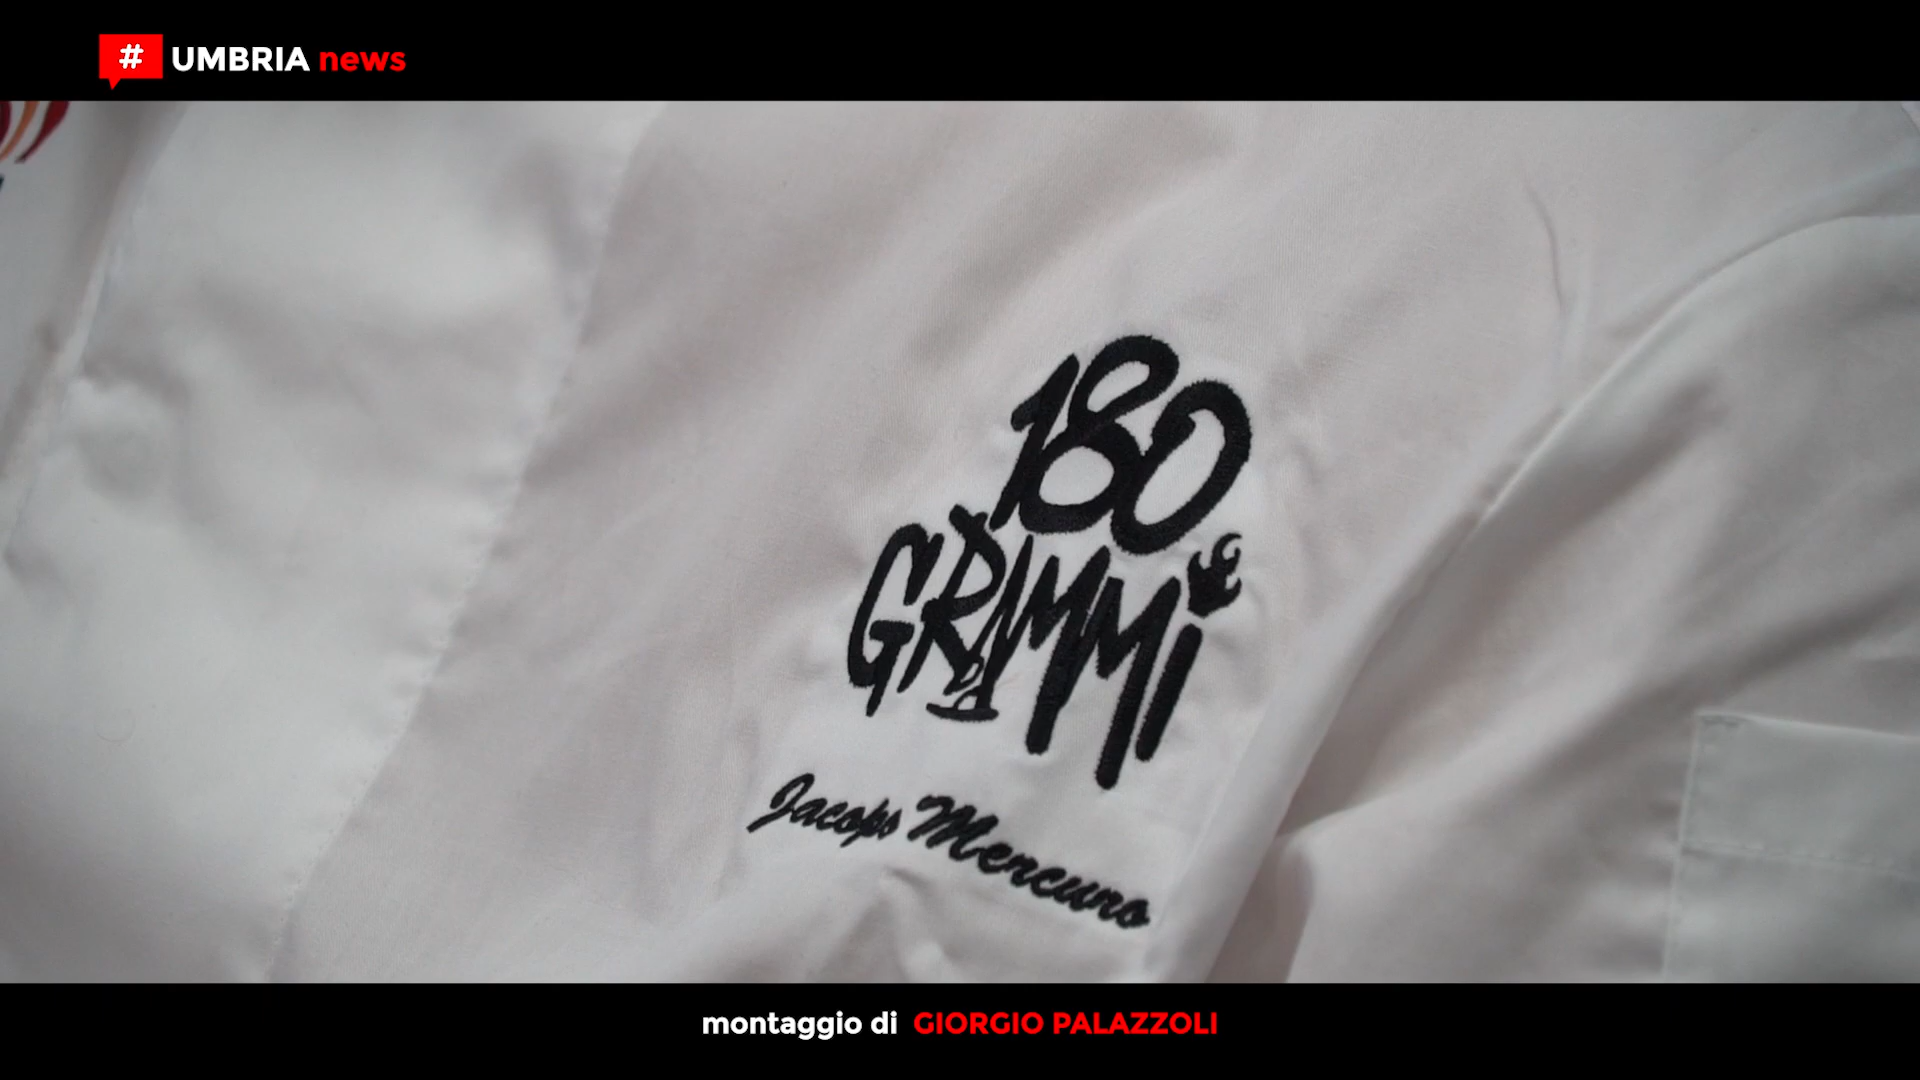 # UMBRIA news
180
GRAMMI
Jacopo Mercuro
montaggio di GIORGIO PALAZZOLI